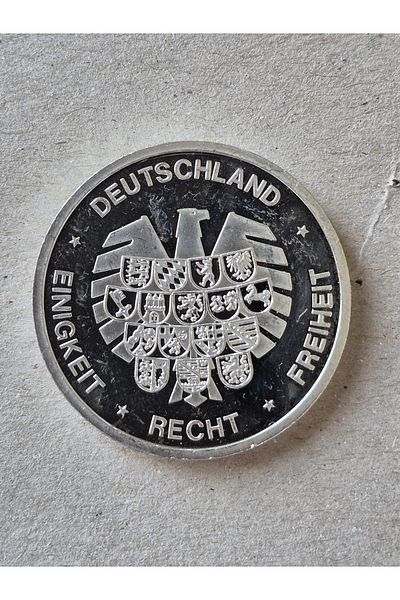 DEUTSCHLAND
EINIGKEIT
RECHT
FREIHEIT